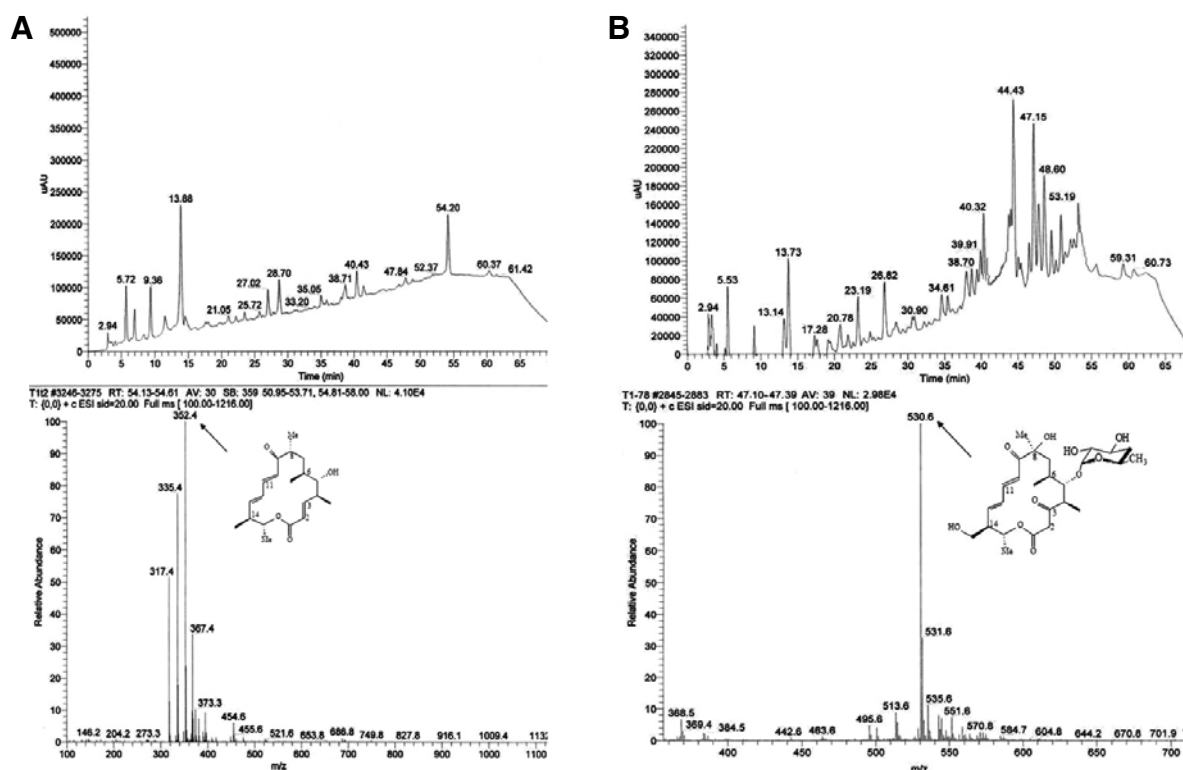 A
500000
450000
400000
350000
300000
250000
200000
150000
100000
50000
0
uAU
2.94
5.72
9.36
13.88
21.05
25.72
27.02
28.70
33.20
35.05
38.71
40.43
47.84
52.37
54.20
60.37
61.42
0 5 10 15 20 25 30 35 40 45 50 55 60 65
Time (min)
T1t2 #3246-3275 RT: 54.13-54.61 AV: 30 SB: 359 50.95-53.71, 54.81-58.00 NL: 4.10E4
T: {0,0} + c ESI sid=20.00 Full ms [ 100.00-1216.00]
100
90
80
70
60
50
40
30
20
10
0
Relative Abundance
352.4
335.4
317.4
367.4
373.3
454.6
146.2 204.2 273.3 455.6 521.6 653.8 686.8 749.8 827.8 916.1 1009.4 1132
Me
O
8
6
OH
11
3
14
O
2
Me
O
100 200 300 400 500 600 700 800 900 1000 1100
m/z
B
340000
320000
300000
280000
260000
240000
220000
200000
180000
160000
140000
120000
100000
80000
60000
40000
20000
0
uAU
2.94
5.53
13.14
13.73
17.28
20.78
23.19
26.82
30.90
34.61
38.70
39.91
40.32
44.43
47.15
48.60
53.19
59.31
60.73
0 5 10 15 20 25 30 35 40 45 50 55 60 65
Time (min)
T1-78 #2845-2883 RT: 47.10-47.39 AV: 39 NL: 2.98E4
T: {0,0} + c ESI sid=20.00 Full ms [ 100.00-1216.00]
100
90
80
70
60
50
40
30
20
10
0
Relative Abundance
530.6
531.6
535.6
513.6
551.6
495.6
368.5
369.4 384.5 442.6 463.6 570.8 584.7 604.8 644.2 670.8 701.9
Me OH
O
8
6
HO
OH
O
CH3
O
11
O
3
14
HO
O
2
Me
O
400 450 500 550 600 650 700
m/z